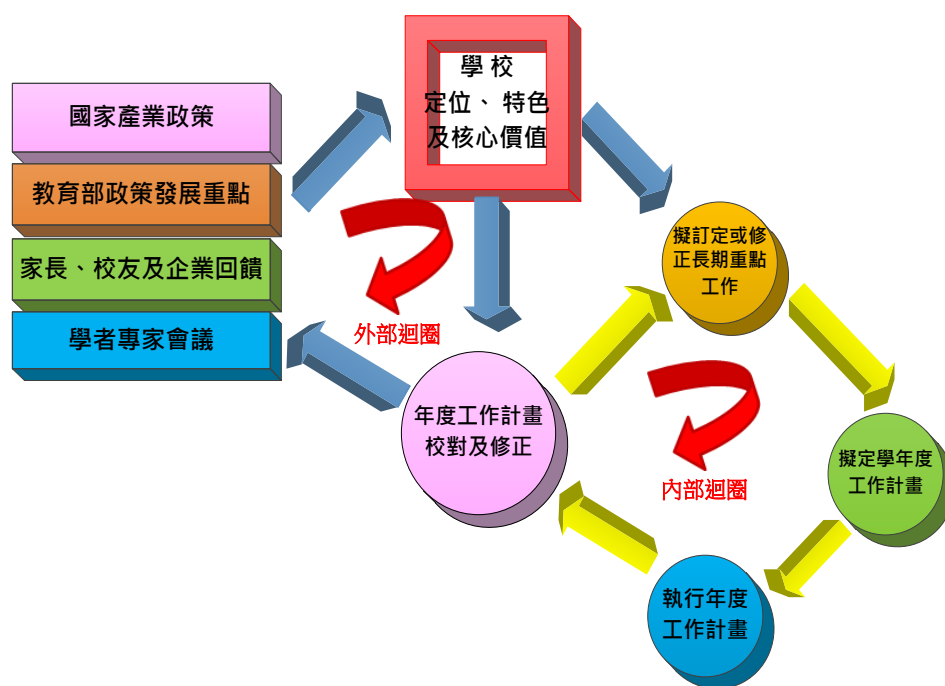 學 校
定位、 特色
及核心價值
國家產業政策
教育部政策發展重點
家長、校友及企業回饋
學者專家會議
外部迴圈
擬訂定或修
正長期重點
工作
年度工作計畫
校對及修正
內部迴圈
擬定學年度
工作計畫
執行年度
工作計畫